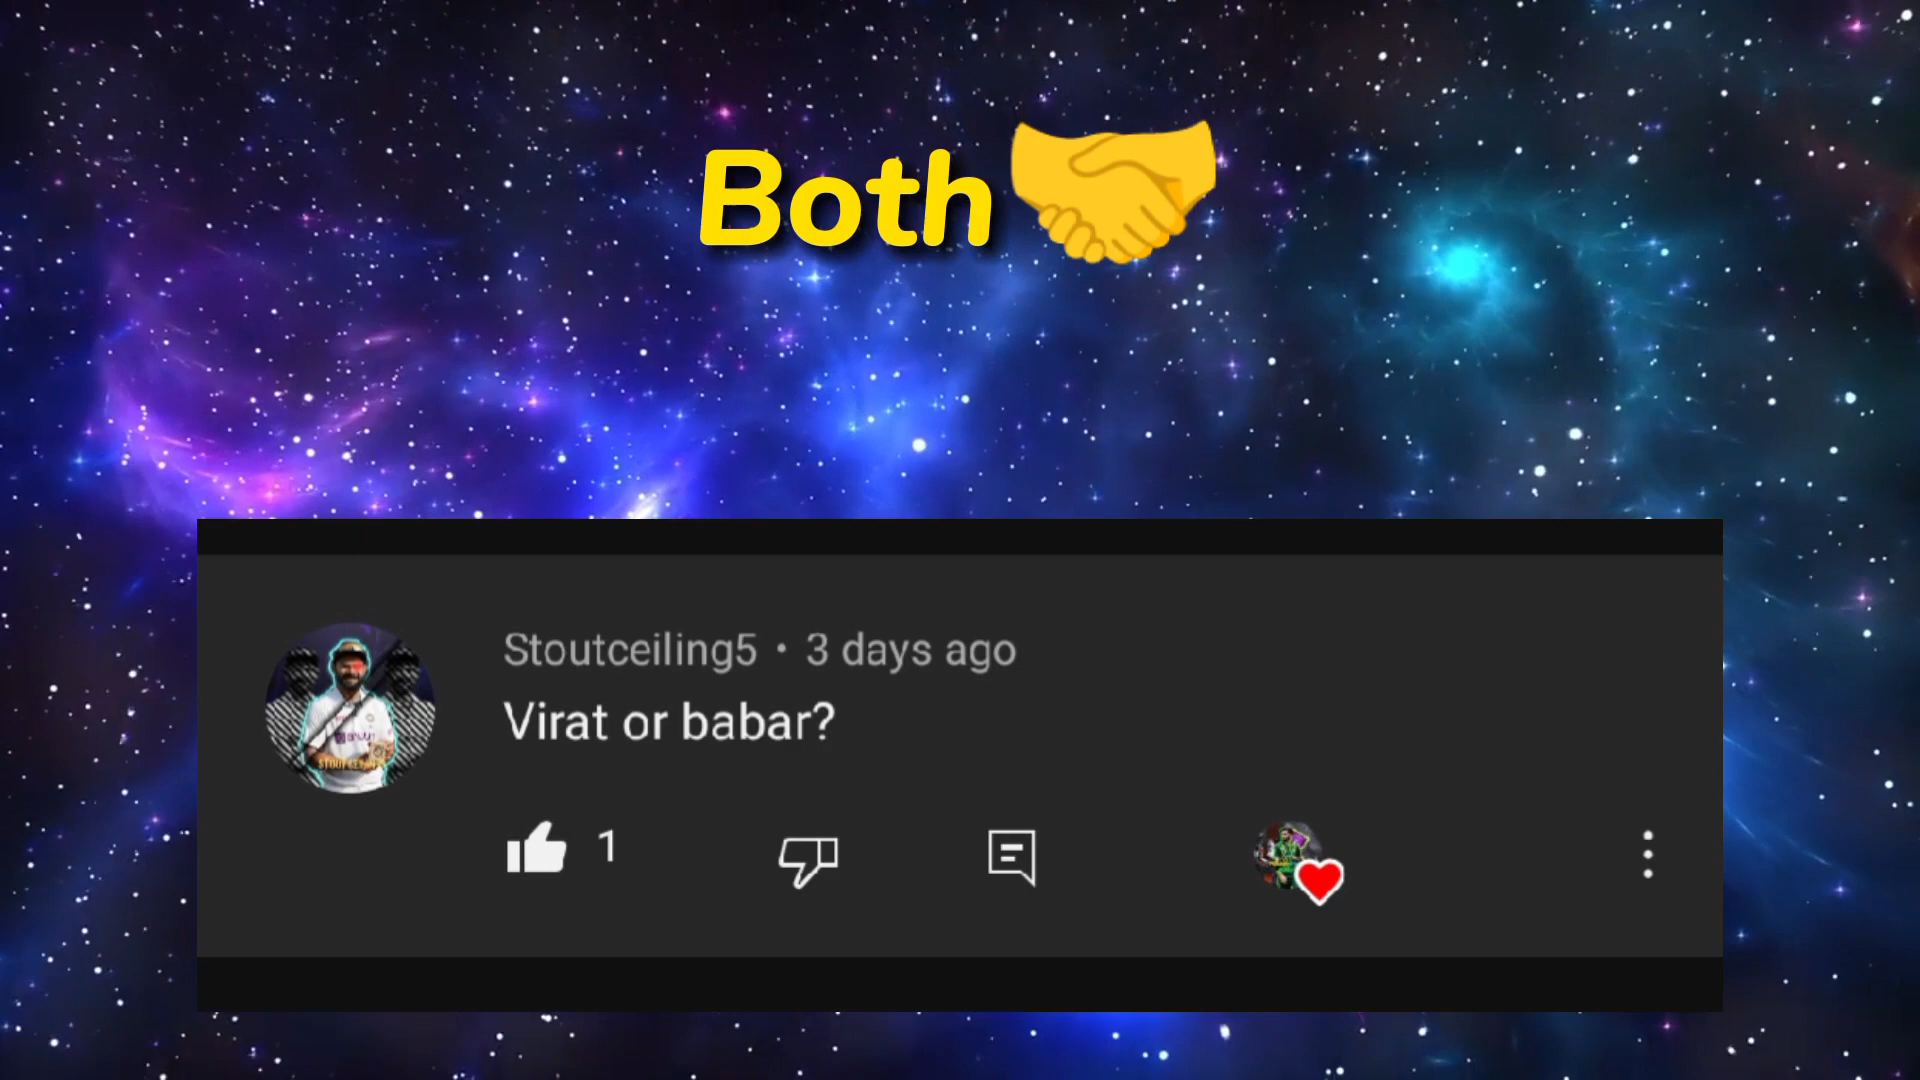 Both🤝
Stoutceiling5 • 3 days ago
Virat or babar?
1